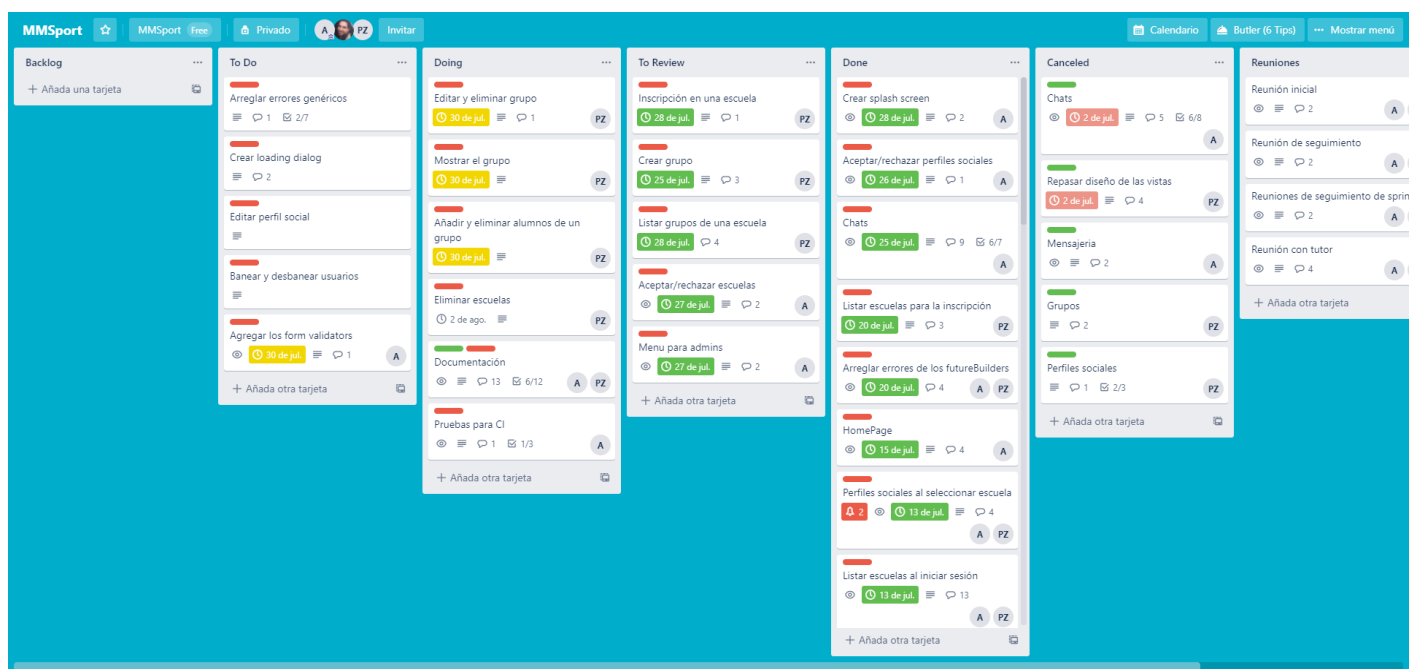 MMSport MMSport Free Privado A PZ Invitar Calendario Butler (6 Tips) Mostrar menú
Backlog
Añada una tarjeta
To Do
Arreglar errores genéricos
1 2/7
Crear loading dialog
2
Editar perfil social
Banear y desbanear usuarios
Agregar los form validators
30 de jul. 1 A
Añada otra tarjeta
Doing
Editar y eliminar grupo
30 de jul. 1 PZ
Mostrar el grupo
30 de jul. PZ
Añadir y eliminar alumnos de un
grupo
30 de jul. PZ
Eliminar escuelas
2 de ago. PZ
Documentación
13 6/12 A PZ
Pruebas para CI
1 1/3 A
Añada otra tarjeta
To Review
Inscripción en una escuela
28 de jul. 1 PZ
Crear grupo
25 de jul. 3 PZ
Listar grupos de una escuela
28 de jul. 4 PZ
Aceptar/rechazar escuelas
27 de jul. 2 A
Menu para admins
27 de jul. 2 A
Añada otra tarjeta
Done
Crear splash screen
28 de jul. 2 A
Aceptar/rechazar perfiles sociales
26 de jul. 1 A
Chats
25 de jul. 9 6/7
A
Listar escuelas para la inscripción
20 de jul. 3 PZ
Arreglar errores de los futureBuilders
20 de jul. 4 A PZ
HomePage
15 de jul. 4 A
Perfiles sociales al seleccionar escuela
2 13 de jul. 4
A PZ
Listar escuelas al iniciar sesión
13 de jul. 13
A PZ
Añada otra tarjeta
Canceled
Chats
2 de jul. 5 6/8
A
Repasar diseño de las vistas
2 de jul. 4 PZ
Mensajeria
2 A
Grupos
2 PZ
Perfiles sociales
1 2/3 PZ
Añada otra tarjeta
Reuniones
Reunión inicial
2 A
Reunión de seguimiento
2 A
Reuniones de seguimiento de sprin
2 A
Reunión con tutor
4 A
Añada otra tarjeta